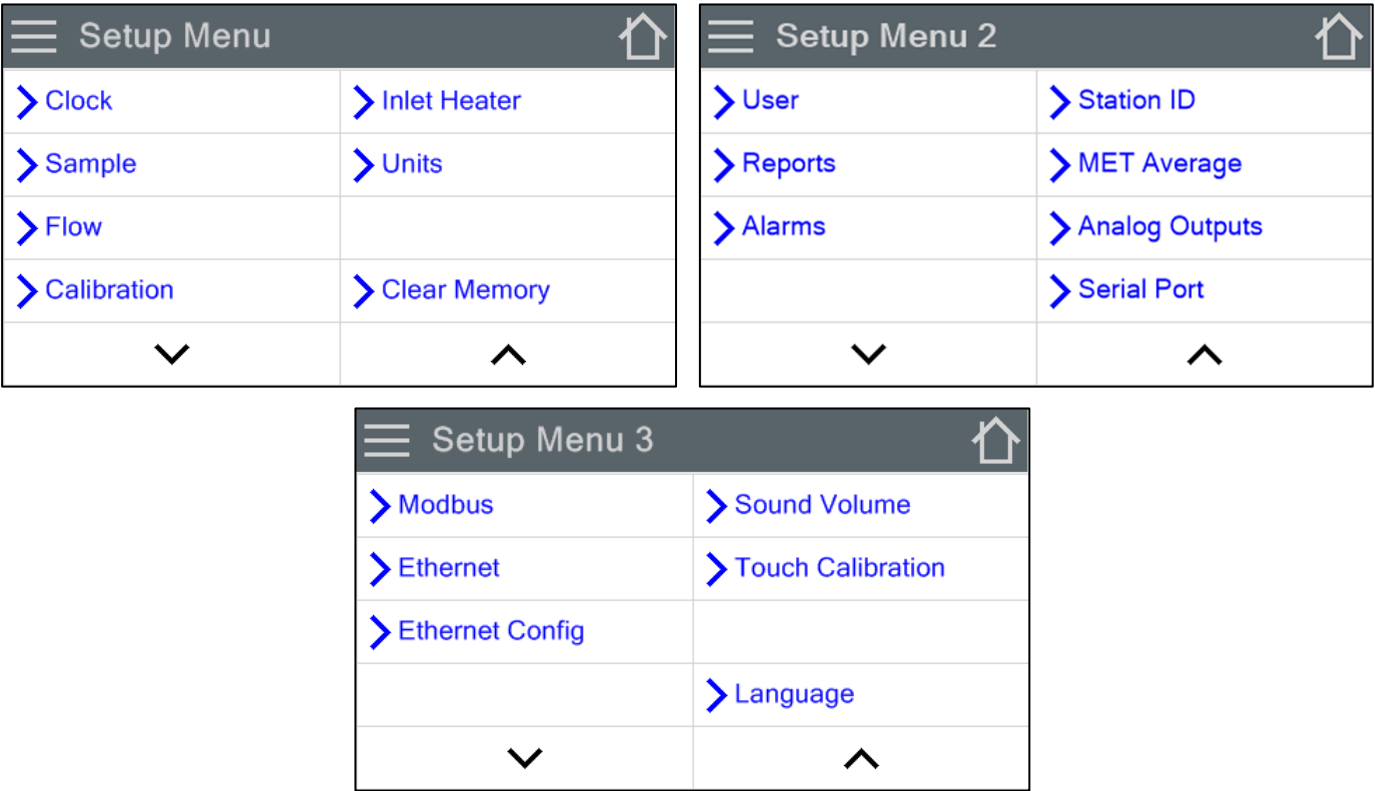 Setup Menu
Clock
Inlet Heater
Sample
Units
Flow
Calibration
Clear Memory
Setup Menu 2
User
Station ID
Reports
MET Average
Alarms
Analog Outputs
Serial Port
Setup Menu 3
Modbus
Sound Volume
Ethernet
Touch Calibration
Ethernet Config
Language